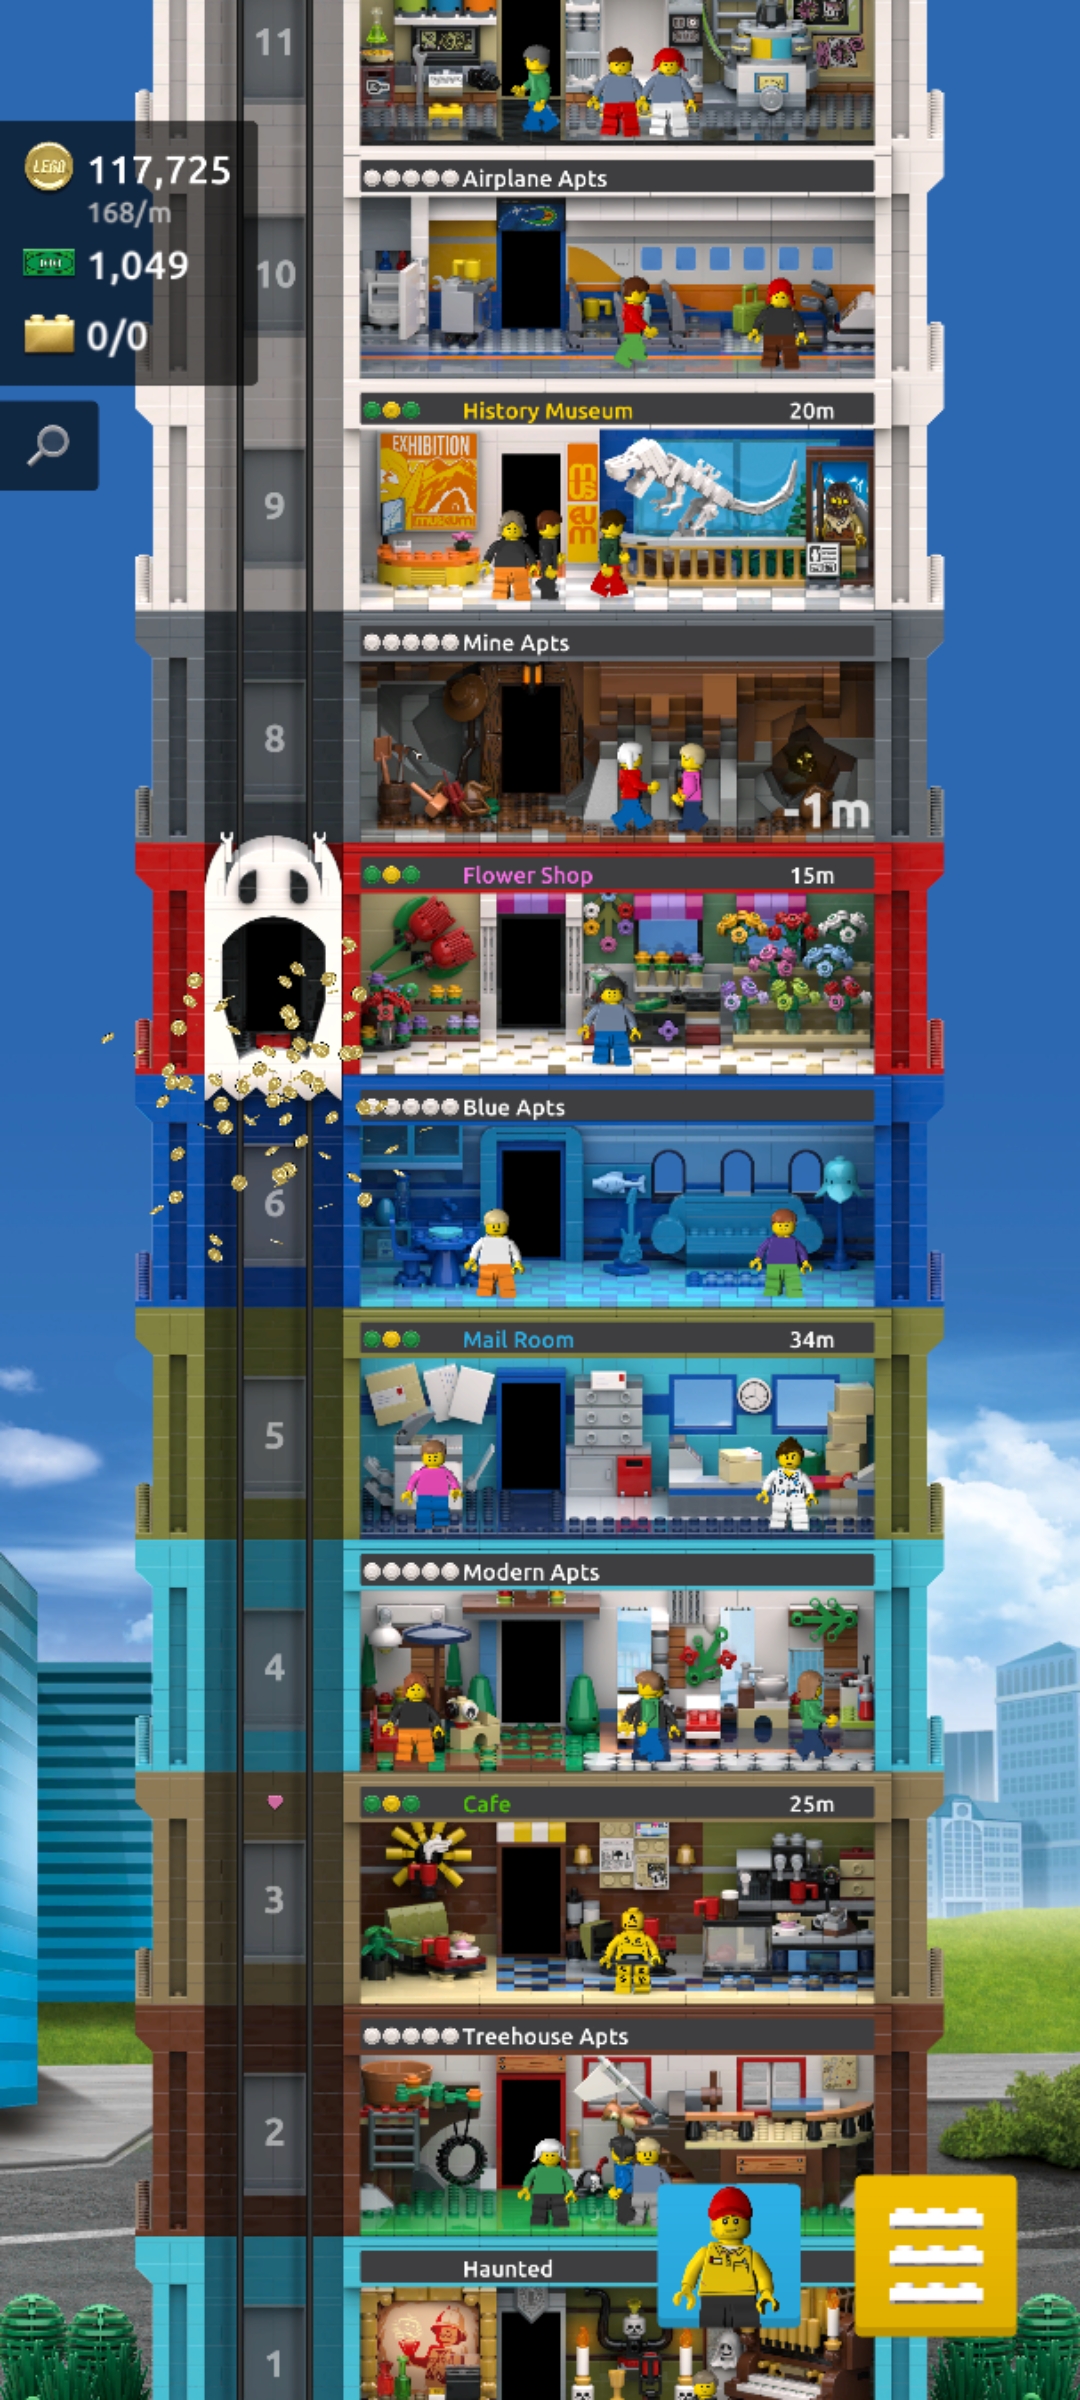 11
LEGO 117,725
168/m
1,049
0/0
Airplane Apts
10
History Museum 20m
EXHIBITION
museum
9
Mine Apts
8
-1m
Flower Shop 15m
Blue Apts
6
Mail Room 34m
5
Modern Apts
4
Cafe 25m
3
Treehouse Apts
2
Haunted
1